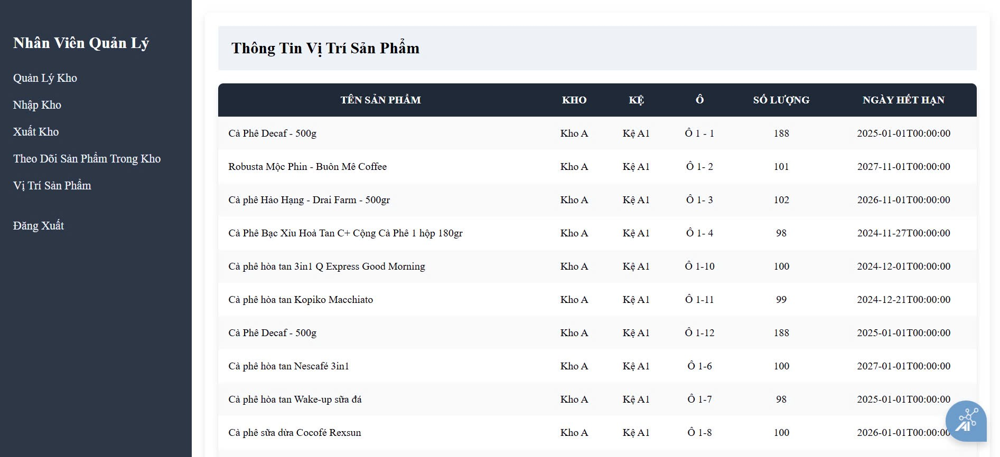 Nhân Viên Quản Lý
Quản Lý Kho
Nhập Kho
Xuất Kho
Theo Dõi Sản Phẩm Trong Kho
Vị Trí Sản Phẩm
Đăng Xuất
Thông Tin Vị Trí Sản Phẩm
TÊN SẢN PHẨM KHO KỆ Ô SỐ LƯỢNG NGÀY HẾT HẠN
Cà Phê Decaf - 500g Kho A Kệ A1 Ô 1 - 1 188 2025-01-01T00:00:00
Robusta Mộc Phin - Buôn Mê Coffee Kho A Kệ A1 Ô 1- 2 101 2027-11-01T00:00:00
Cà phê Hảo Hạng - Drai Farm - 500gr Kho A Kệ A1 Ô 1- 3 102 2026-11-01T00:00:00
Cà Phê Bạc Xỉu Hoà Tan C+ Cộng Cà Phê 1 hộp 180gr Kho A Kệ A1 Ô 1- 4 98 2024-11-27T00:00:00
Cà phê hòa tan 3in1 Q Express Good Morning Kho A Kệ A1 Ô 1-10 100 2024-12-01T00:00:00
Cà phê hòa tan Kopiko Macchiato Kho A Kệ A1 Ô 1-11 99 2024-12-21T00:00:00
Cà Phê Decaf - 500g Kho A Kệ A1 Ô 1-12 188 2025-01-01T00:00:00
Cà phê hòa tan Nescafé 3in1 Kho A Kệ A1 Ô 1-6 100 2027-01-01T00:00:00
Cà phê hòa tan Wake-up sữa đá Kho A Kệ A1 Ô 1-7 98 2025-01-01T00:00:00
Cà phê sữa dừa Cocofé Rexsun Kho A Kệ A1 Ô 1-8 100 2026-01-01T00:00:00
AI